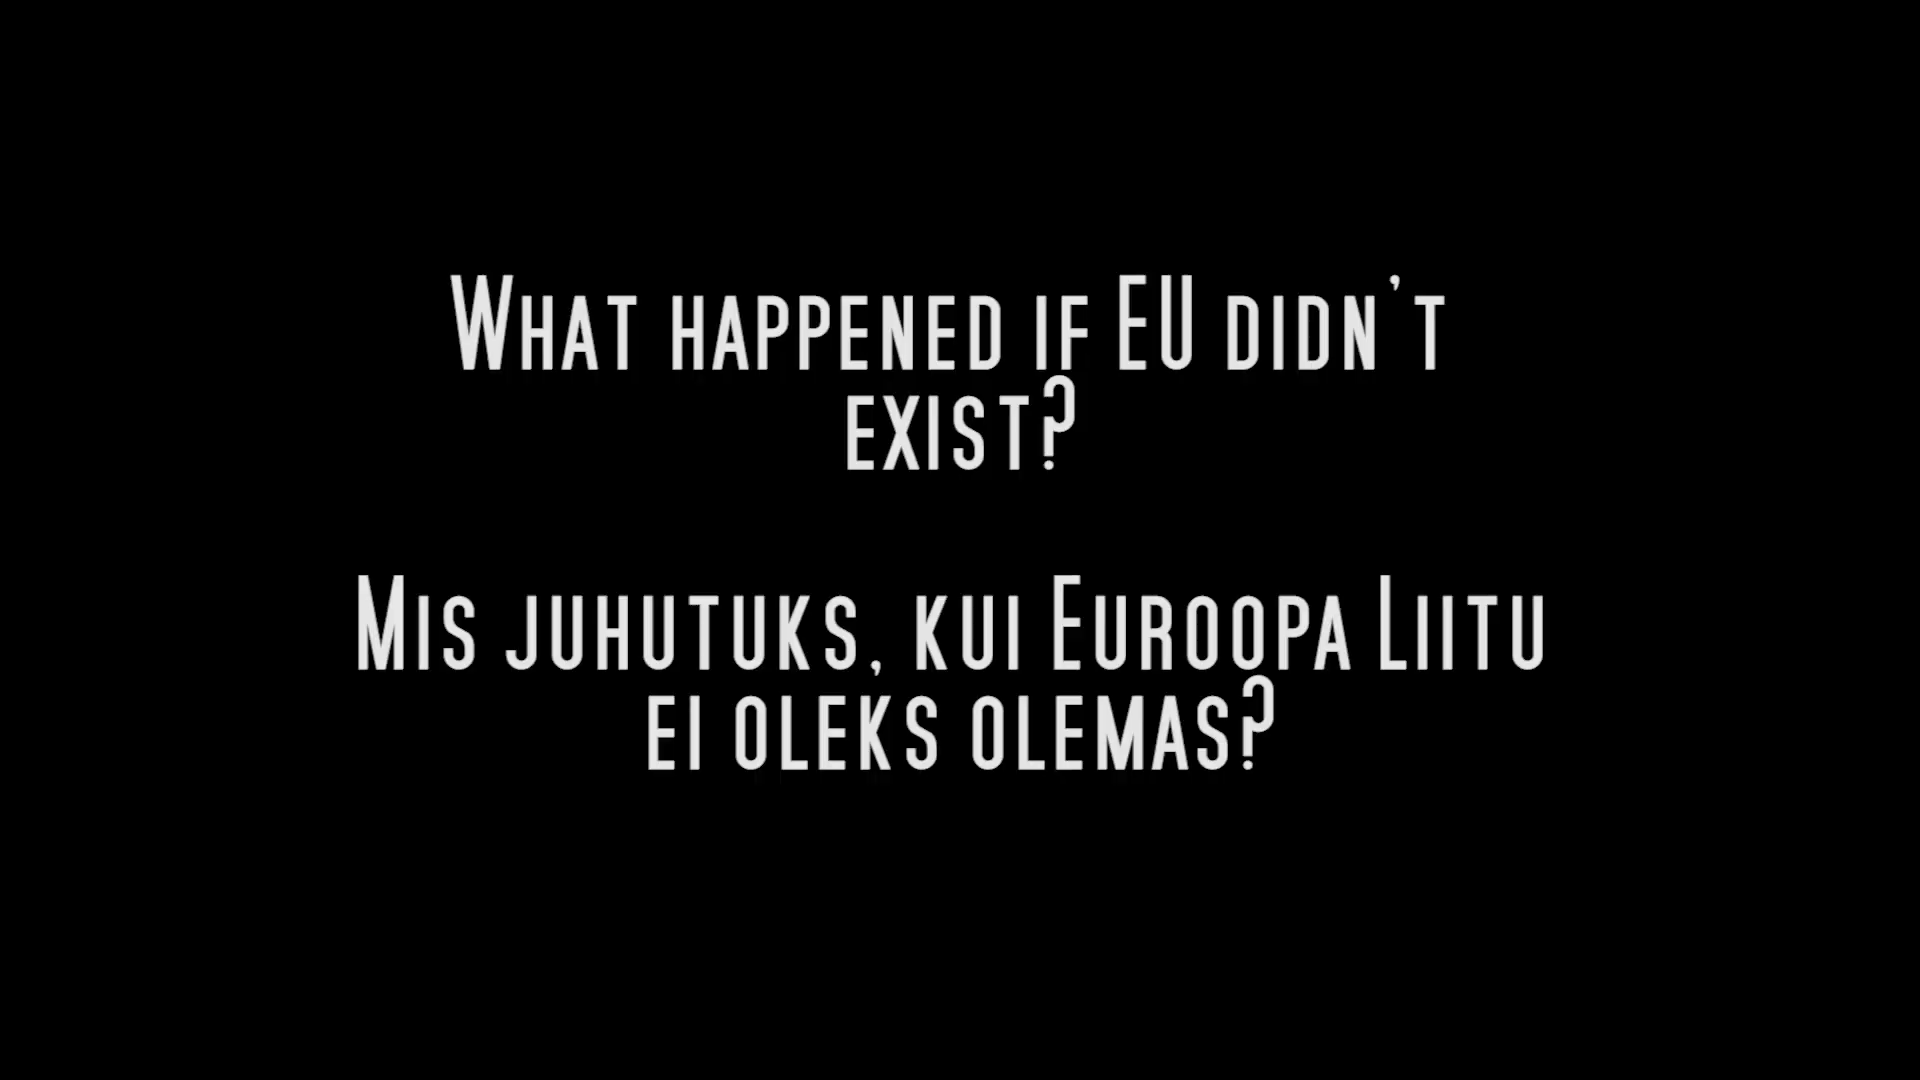 What happened if EU didn't
exist?
Mis juhutuks, kui Euroopa Liitu
ei oleks olemas?